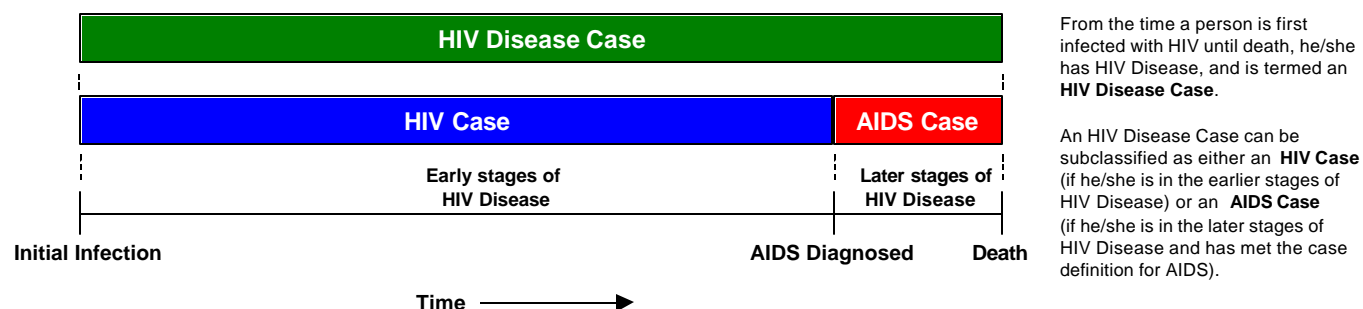 HIV Disease Case
HIV Case
AIDS Case
Early stages of
HIV Disease
Later stages of
HIV Disease
Initial Infection
AIDS Diagnosed
Death
Time
From the time a person is first
infected with HIV until death, he/she
has HIV Disease, and is termed an
HIV Disease Case.
An HIV Disease Case can be
subclassified as either an HIV Case
(if he/she is in the earlier stages of
HIV Disease) or an AIDS Case
(if he/she is in the later stages of
HIV Disease and has met the case
definition for AIDS).